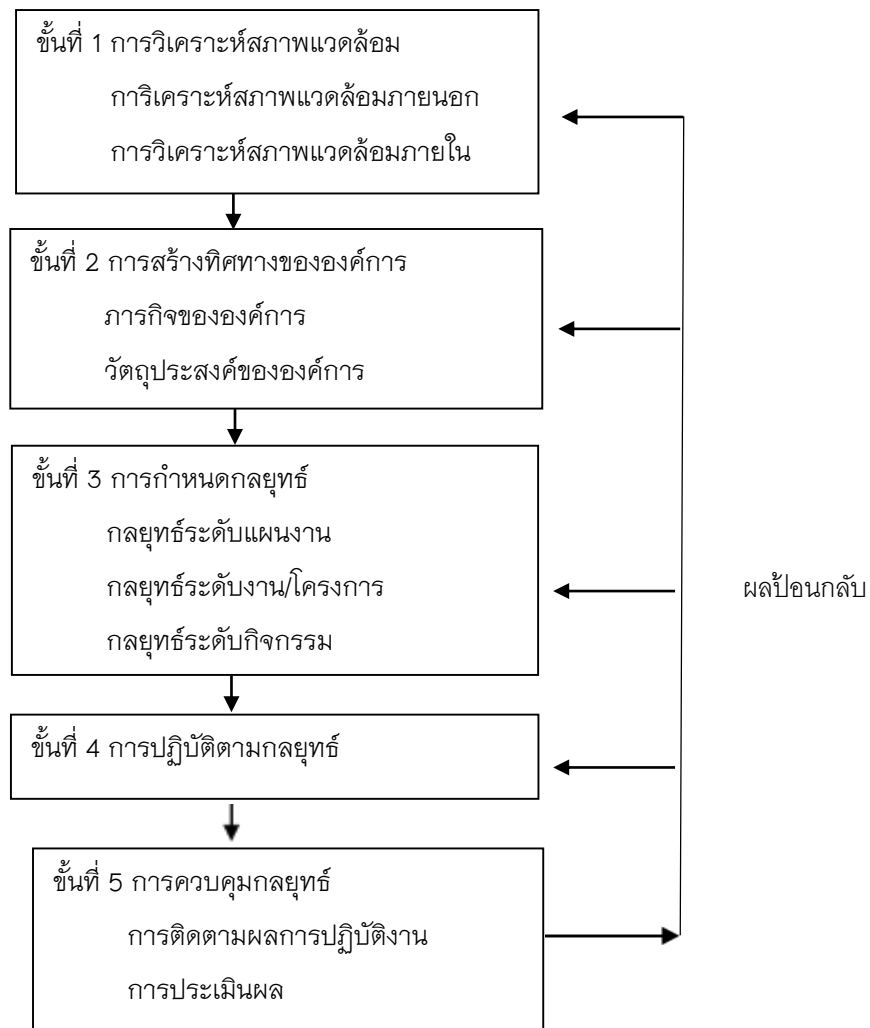 ขั้นที่ 1 การวิเคราะห์สภาพแวดล้อม
การิเคราะห์สภาพแวดล้อมภายนอก
การวิเคราะห์สภาพแวดล้อมภายใน
ขั้นที่ 2 การสร้างทิศทางขององค์การ
ภารกิจขององค์การ
วัตถุประสงค์ขององค์การ
ขั้นที่ 3 การกำหนดกลยุทธ์
กลยุทธ์ระดับแผนงาน
กลยุทธ์ระดับงาน/โครงการ
กลยุทธ์ระดับกิจกรรม
ผลป้อนกลับ
ขั้นที่ 4 การปฏิบัติตามกลยุทธ์
ขั้นที่ 5 การควบคุมกลยุทธ์
การติดตามผลการปฏิบัติงาน
การประเมินผล